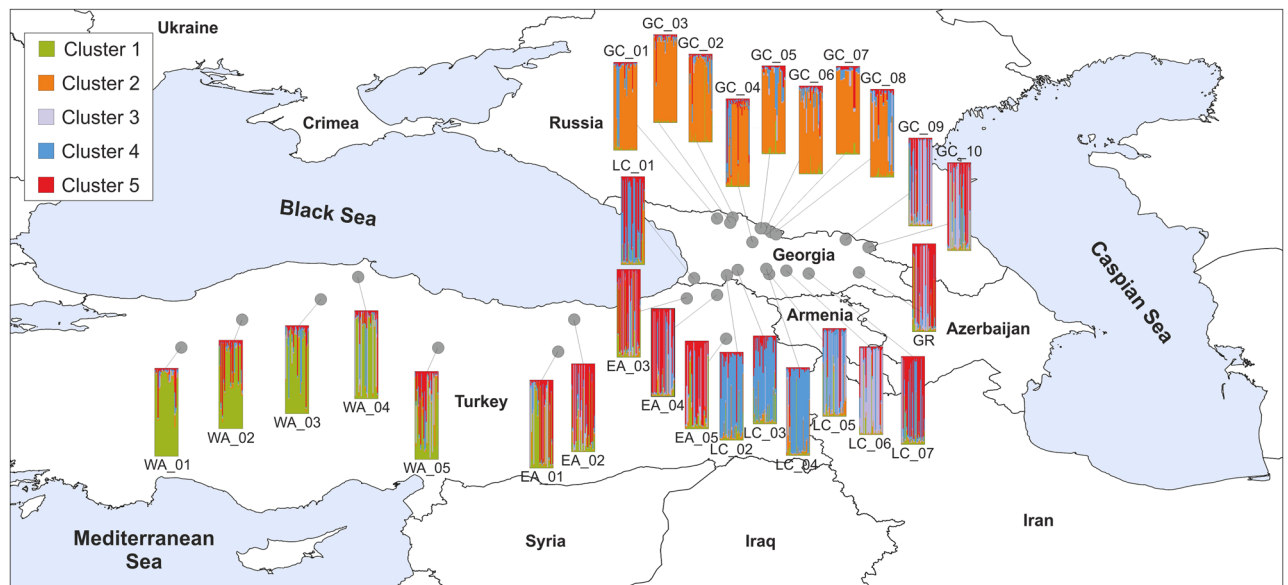 Ukraine
Cluster 1
Cluster 2
Cluster 3
Cluster 4
Cluster 5
Crimea
Russia
Black Sea
GC_01
GC_03
GC_02
GC_04
GC_05
GC_06
GC_07
GC_08
GC_09
GC_10
LC_01
Georgia
Caspian Sea
Armenia
Azerbaijan
GR
EA_03
EA_04
EA_05
LC_02
LC_03
LC_04
LC_05
LC_06
LC_07
WA_01
WA_02
WA_03
WA_04
WA_05
Turkey
EA_01
EA_02
Mediterranean
Sea
Syria
Iraq
Iran